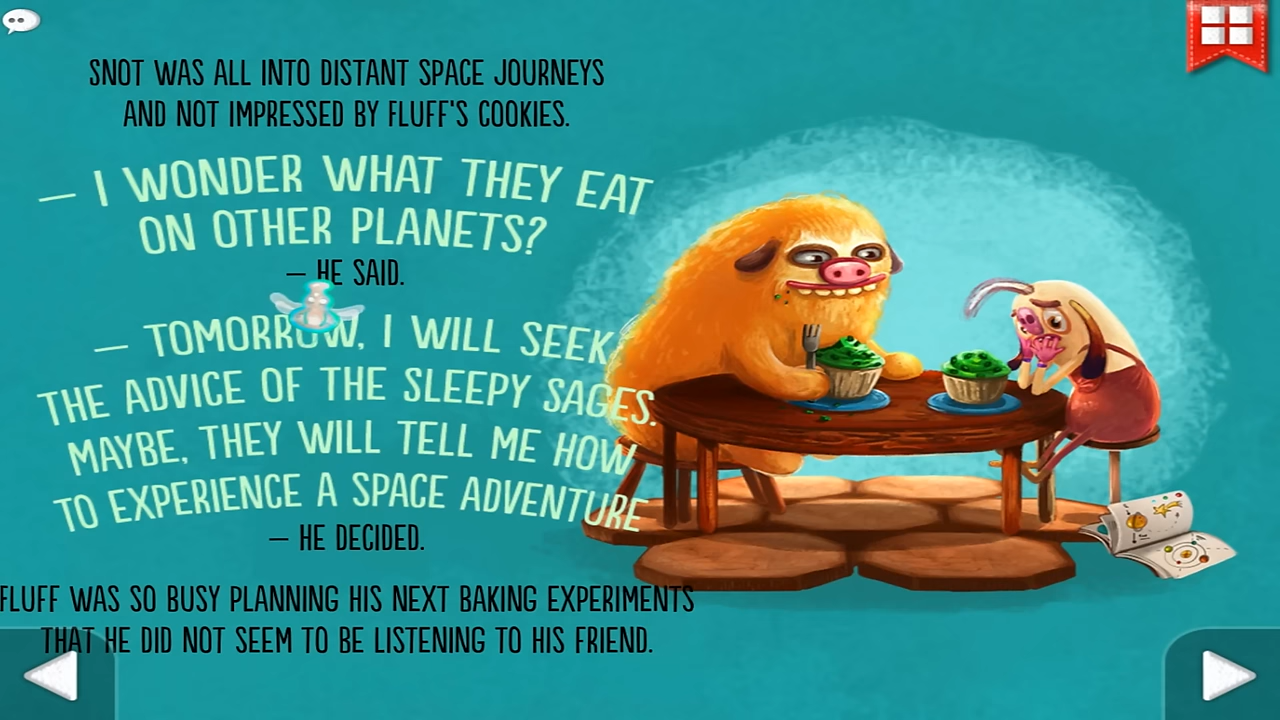 SNOT WAS ALL INTO DISTANT SPACE JOURNEYS
AND NOT IMPRESSED BY FLUFF'S COOKIES.
— I WONDER WHAT THEY EAT
ON OTHER PLANETS?
— HE SAID.
— TOMORROW, I WILL SEEK
THE ADVICE OF THE SLEEPY SAGES.
MAYBE, THEY WILL TELL ME HOW
TO EXPERIENCE A SPACE ADVENTURE
— HE DECIDED.
FLUFF WAS SO BUSY PLANNING HIS NEXT BAKING EXPERIMENTS
THAT HE DID NOT SEEM TO BE LISTENING TO HIS FRIEND.